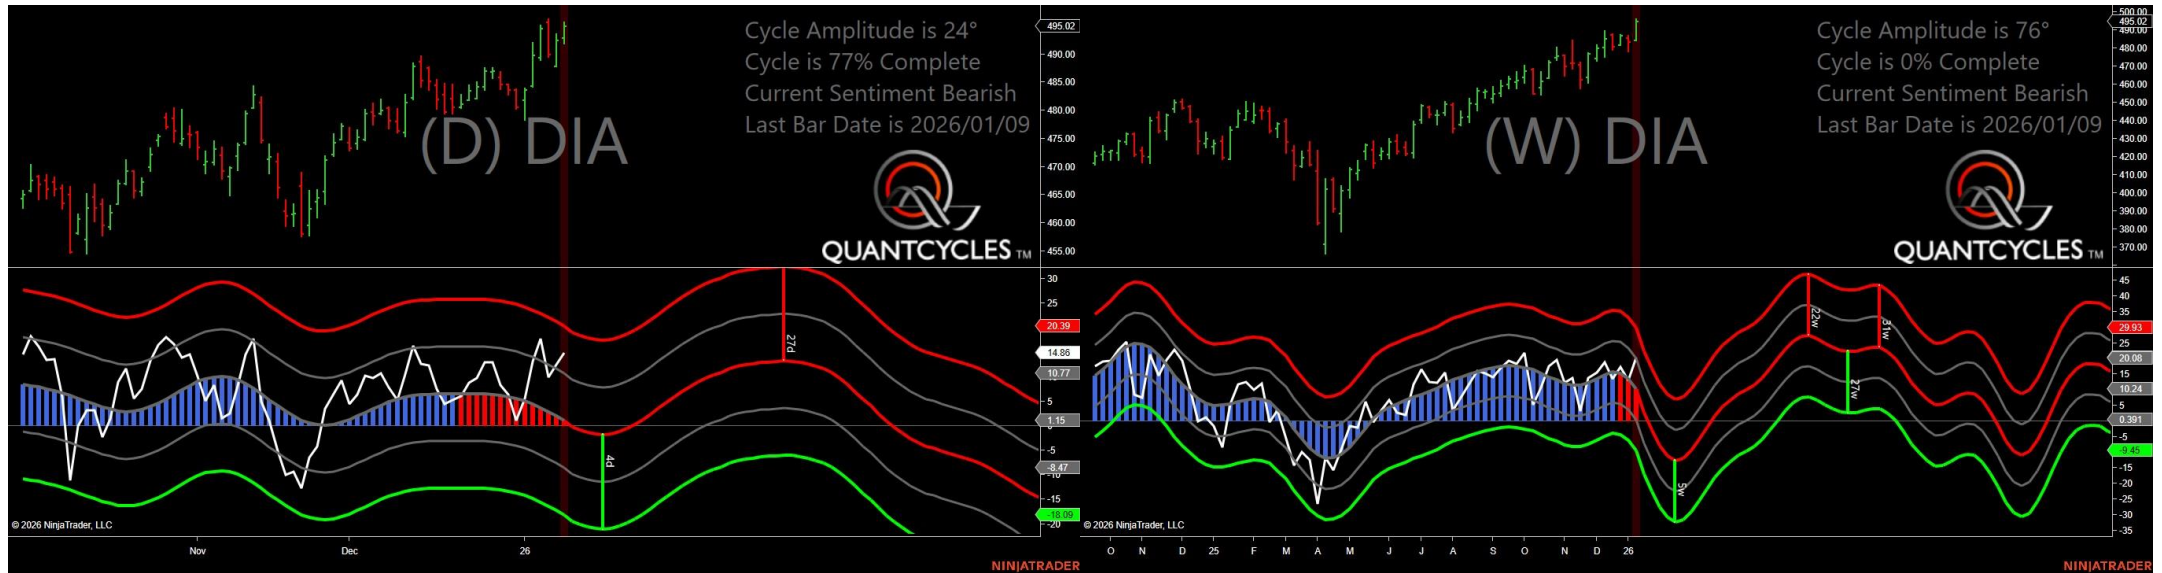 Cycle Amplitude is 24°
Cycle is 77% Complete
Current Sentiment Bearish
Last Bar Date is 2026/01/09
(D) DIA
QUANTCYCLES TM
495.02
490.00
485.00
480.00
475.00
470.00
465.00
460.00
455.00
30
25
20.39
14.86
10.77
5
1.15
-5
-8.47
-10
-15
-18.09
-20
27d
4d
© 2026 NinjaTrader, LLC
Nov
Dec
26
NINJATRADER
Cycle Amplitude is 76°
Cycle is 0% Complete
Current Sentiment Bearish
Last Bar Date is 2026/01/09
(W) DIA
QUANTCYCLES TM
500.00
495.02
490.00
480.00
470.00
460.00
450.00
440.00
430.00
420.00
410.00
400.00
390.00
380.00
370.00
45
40
35
29.93
25
20.08
15
10.24
5
0.391
-5
-9.45
-15
-20
-25
-30
-35
22w
31w
27w
5w
© 2026 NinjaTrader, LLC
O N D 25 F M A M J J A S O N D 26
NINJATRADER